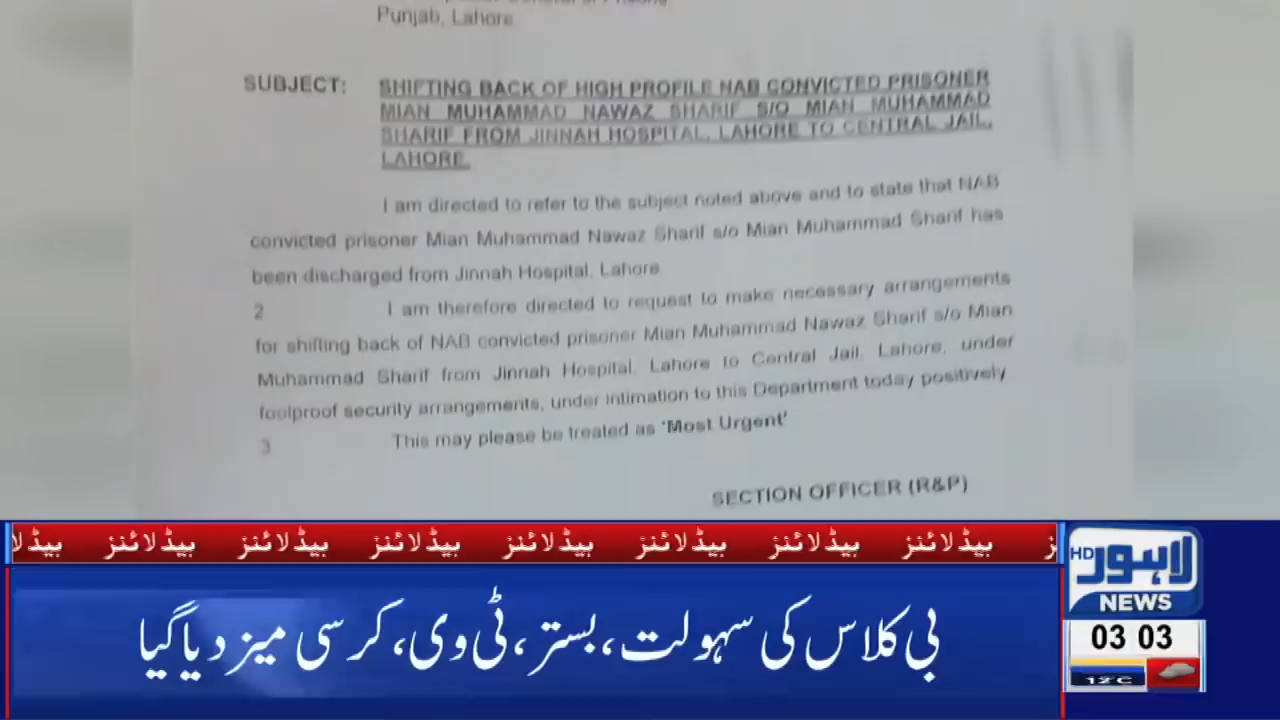 Punjab, Lahore.
SUBJECT: SHIFTING BACK OF HIGH PROFILE NAB CONVICTED PRISONER
MIAN MUHAMMAD NAWAZ SHARIF S/O MIAN MUHAMMAD
SHARIF FROM JINNAH HOSPITAL, LAHORE TO CENTRAL JAIL,
LAHORE.
I am directed to refer to the subject noted above and to state that NAB
convicted prisoner Mian Muhammad Nawaz Sharif s/o Mian Muhammad Sharif has
been discharged from Jinnah Hospital, Lahore
2 I am therefore directed to request to make necessary arrangements
for shifting back of NAB convicted prisoner Mian Muhammad Nawaz Sharif s/o Mian
Muhammad Sharif from Jinnah Hospital, Lahore to Central Jail, Lahore, under
foolproof security arrangements, under intimation to this Department today positively
3 This may please be treated as 'Most Urgent'
SECTION OFFICER (R&P)
ہیڈلائنز ہیڈلائنز ہیڈلائنز ہیڈلائنز ہیڈلائنز ہیڈلائنز ہیڈلائنز
بی کلاس کی سہولت، بستر، ٹی وی، کرسی میز دیا گیا
HD لاہور
NEWS
03 03
12°C